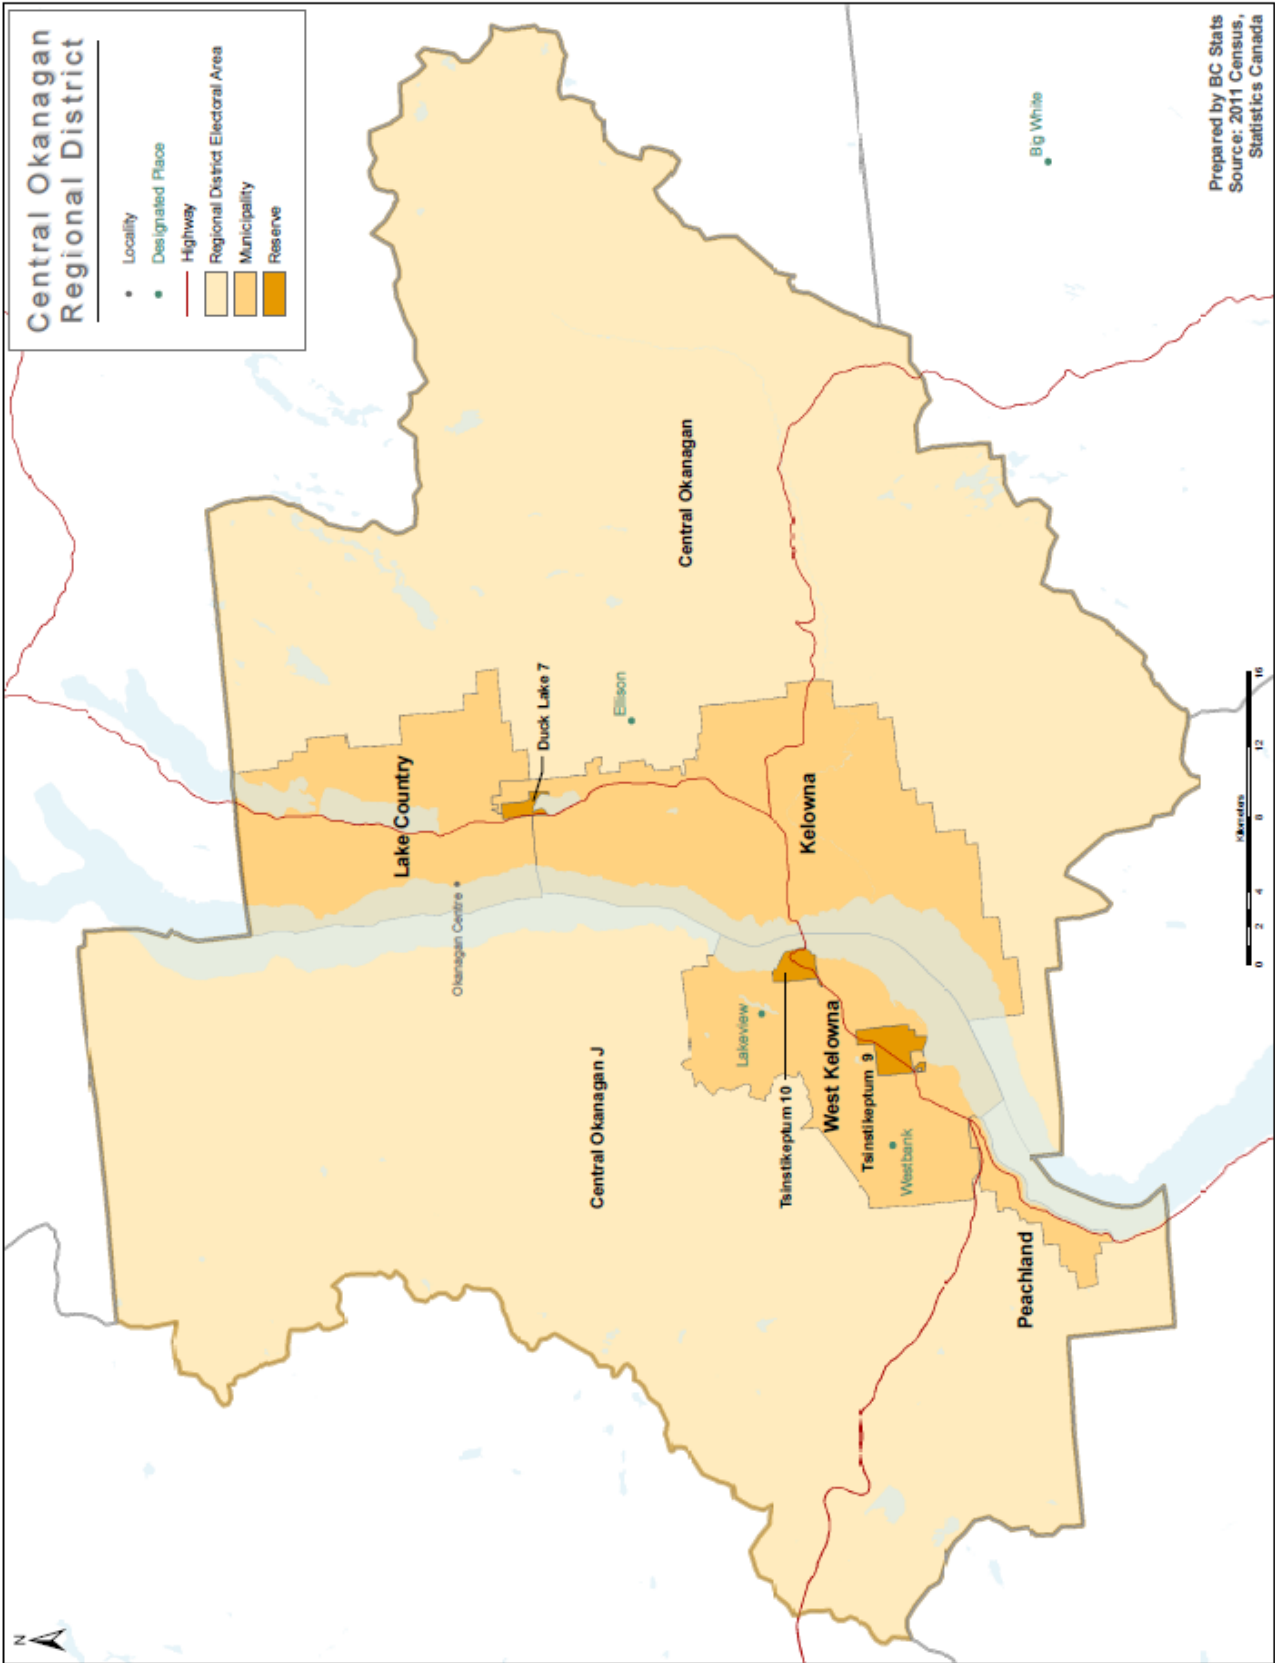 Central Okanagan
Regional District
Locality
Designated Place
Highway
Regional District Electoral Area
Municipality
Reserve
N
Lake Country
Okanagan Centre
Duck Lake 7
Ellison
Central Okanagan
Central Okanagan J
Lakeview
Kelowna
Tsinstikeptum 10
West Kelowna
Tsinstikeptum 9
Westbank
Peachland
Big White
Kilometers
0 2 4 8 12 16
Prepared by BC Stats
Source: 2011 Census,
Statistics Canada